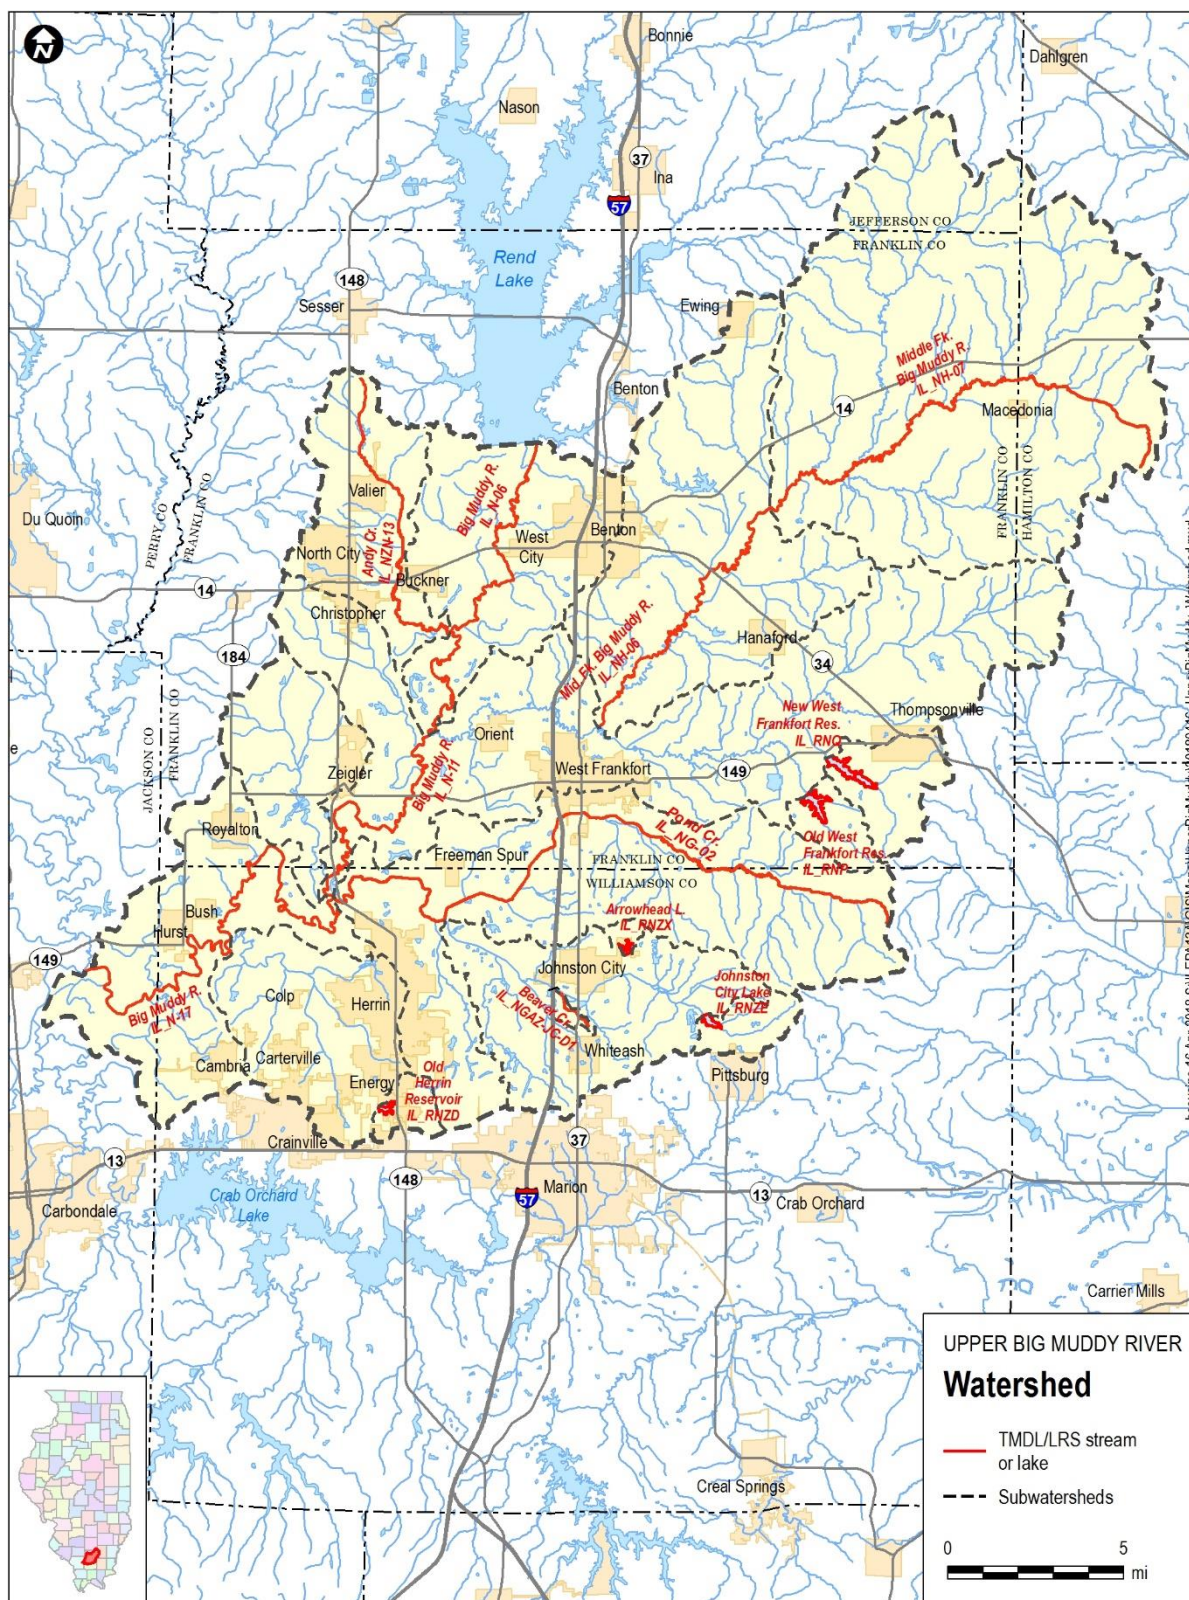 N
Bonnie
Dahlgren
Nason
37
Ina
57
JEFFERSON CO
FRANKLIN CO
Rend
Lake
148
Sesser
Ewing
Middle Fk.
Big Muddy R.
IL_NH-07
Benton
14
Macedonia
FRANKLIN CO
HAMILTON CO
Valier
Big Muddy R.
IL_N-06
Du Quoin
PERRY CO
FRANKLIN CO
North City
Andy Cr.
IL_NZN-13
West
City
Benton
Buckner
14
Christopher
Hanaford
184
Mid. Fk. Big Muddy R.
IL_NH-06
34
JACKSON CO
FRANKLIN CO
New West
Frankfort Res.
IL_RNQ
Thompsonville
Orient
Zeigler
Big Muddy R.
IL_N-11
West Frankfort
149
Royalton
Pond Cr.
IL_NG-02
Old West
Frankfort Res.
IL_RNP
Freeman Spur
FRANKLIN CO
WILLIAMSON CO
Bush
Hurst
Arrowhead L.
IL_RNZX
149
Johnston City
Johnston
City Lake
IL_RNZE
Big Muddy R.
IL_N-17
Colp
Herrin
Beaver Cr.
IL_NGAZ-JC-D1
Cambria
Carterville
Whiteash
Energy
Old
Herrin
Reservoir
IL_RNZD
Pittsburg
Crainville
37
13
148
Marion
57
13
Crab Orchard
Carbondale
Crab Orchard
Lake
Carrier Mills
Creal Springs
UPPER BIG MUDDY RIVER
Watershed
TMDL/LRS stream
or lake
Subwatersheds
0 5
mi